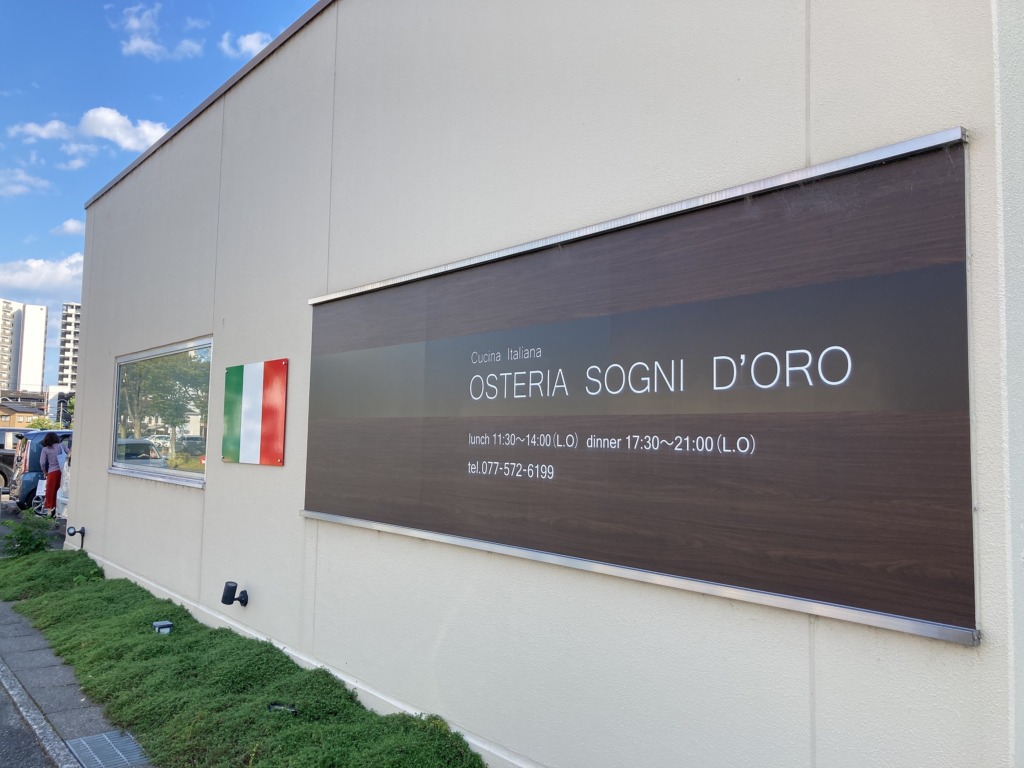 Cucina Italiana
OSTERIA SOGNI D'ORO
lunch 11:30～14:00(L.O) dinner 17:30～21:00(L.O)
tel.077-572-6199